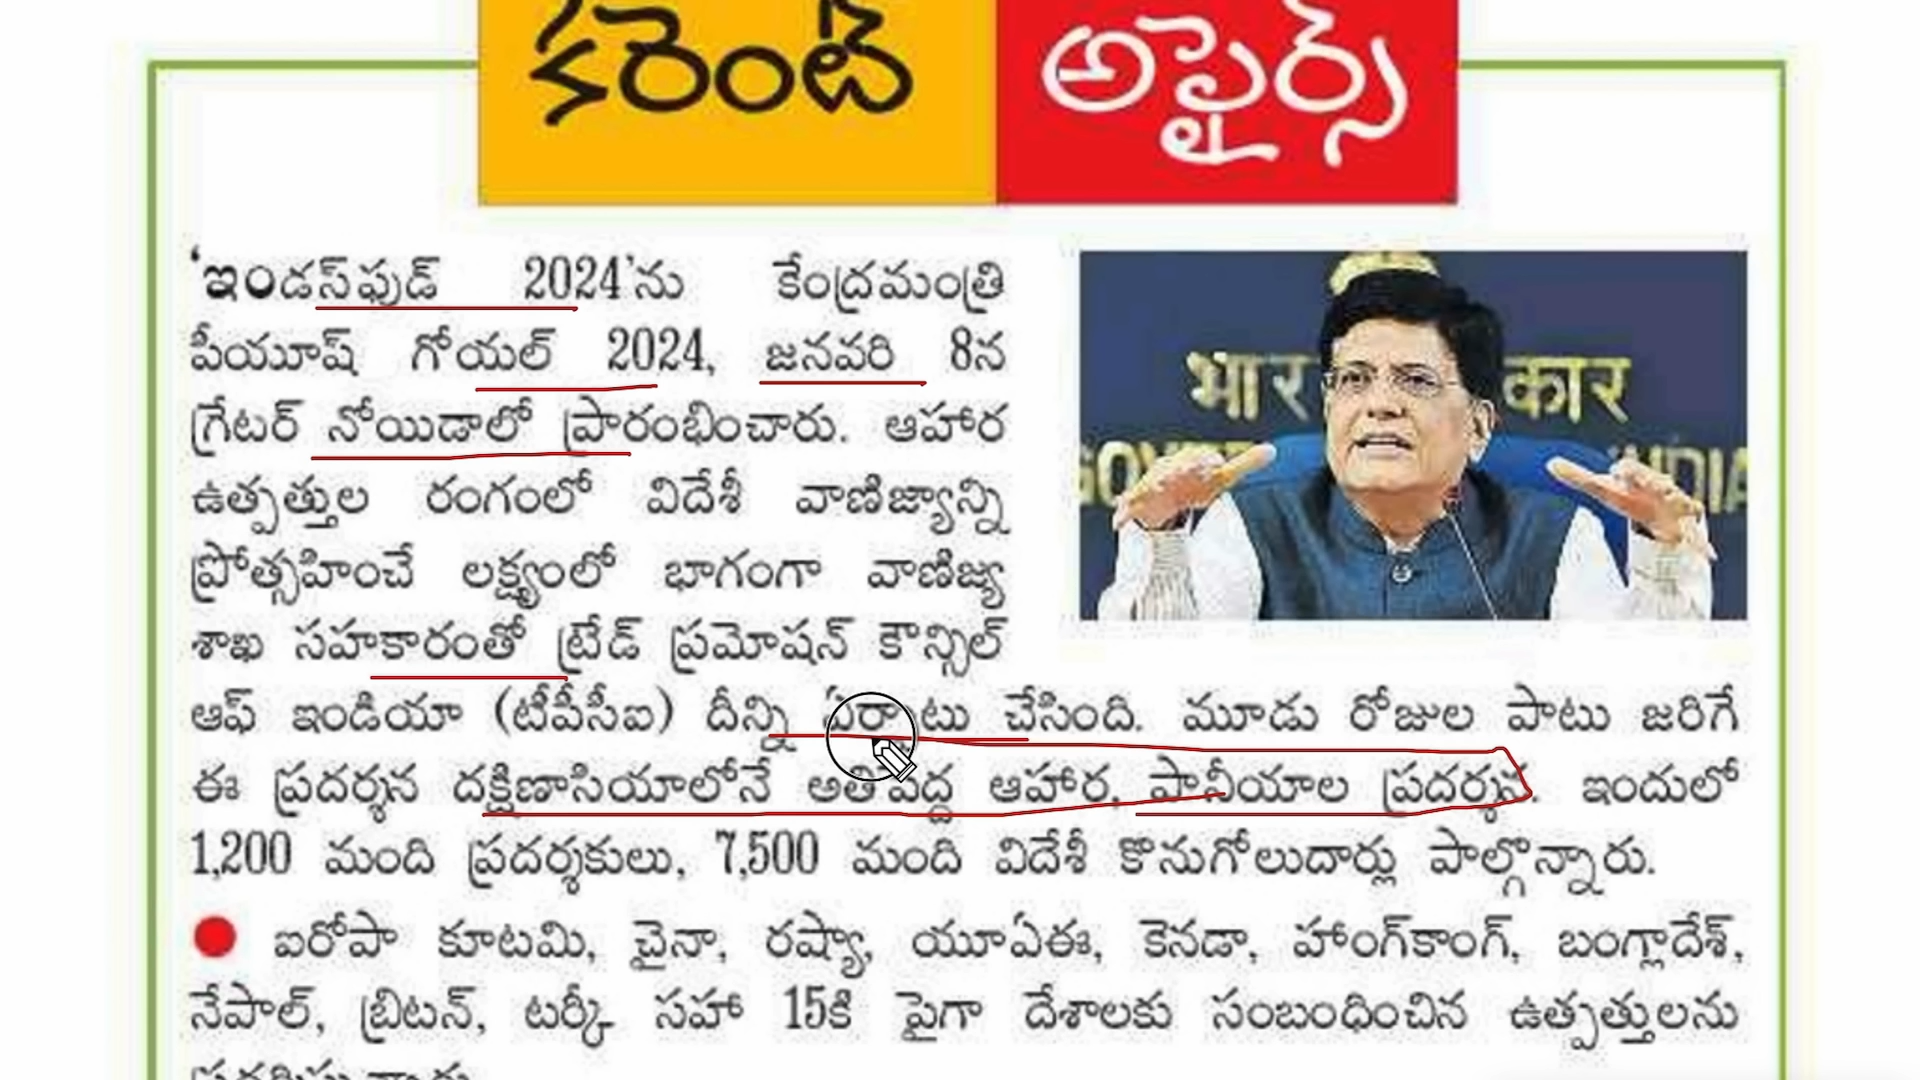 కరెంట్ అఫైర్స్
భార కార
‘ఇండస్‌ఫుడ్ 2024’ను కేంద్రమంత్రి
పీయూష్ గోయల్ 2024, జనవరి 8న
గ్రేటర్ నోయిడాలో ప్రారంభించారు. ఆహార
ఉత్పత్తుల రంగంలో విదేశీ వాణిజ్యాన్ని
ప్రోత్సహించే లక్ష్యంలో భాగంగా వాణిజ్య
శాఖ సహకారంతో ట్రేడ్ ప్రమోషన్ కౌన్సిల్
ఆఫ్ ఇండియా (టీపీసీఐ) దీన్ని ఏర్పాటు చేసింది. మూడు రోజుల పాటు జరిగే
ఈ ప్రదర్శన దక్షిణాసియాలోనే అతిపెద్ద ఆహార, పానీయాల ప్రదర్శన. ఇందులో
1,200 మంది ప్రదర్శకులు, 7,500 మంది విదేశీ కొనుగోలుదార్లు పాల్గొన్నారు.
ఐరోపా కూటమి, చైనా, రష్యా, యూఏఈ, కెనడా, హాంగ్‌కాంగ్, బంగ్లాదేశ్,
నేపాల్, బ్రిటన్, టర్కీ సహా 15కి పైగా దేశాలకు సంబంధించిన ఉత్పత్తులను